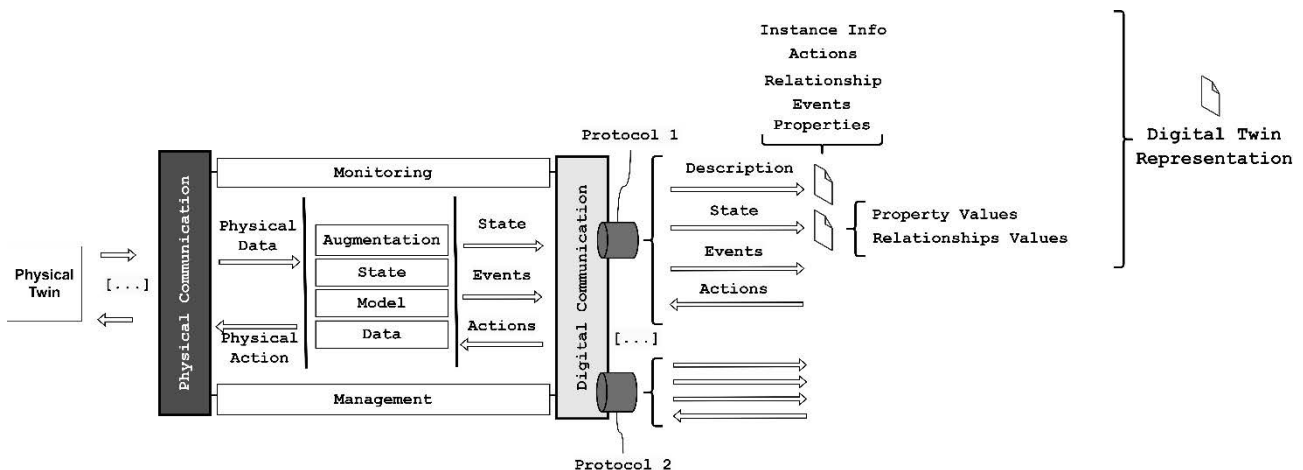 Instance Info
Actions
Relationship
Events
Properties
Digital Twin
Representation
Protocol 1
Physical
Twin
[...]
Physical Communication
Monitoring
Physical
Data
Physical
Action
Augmentation
State
Model
Data
State
Events
Actions
Management
Digital Communication
Description
State
Events
Actions
Property Values
Relationships Values
[...]
Protocol 2